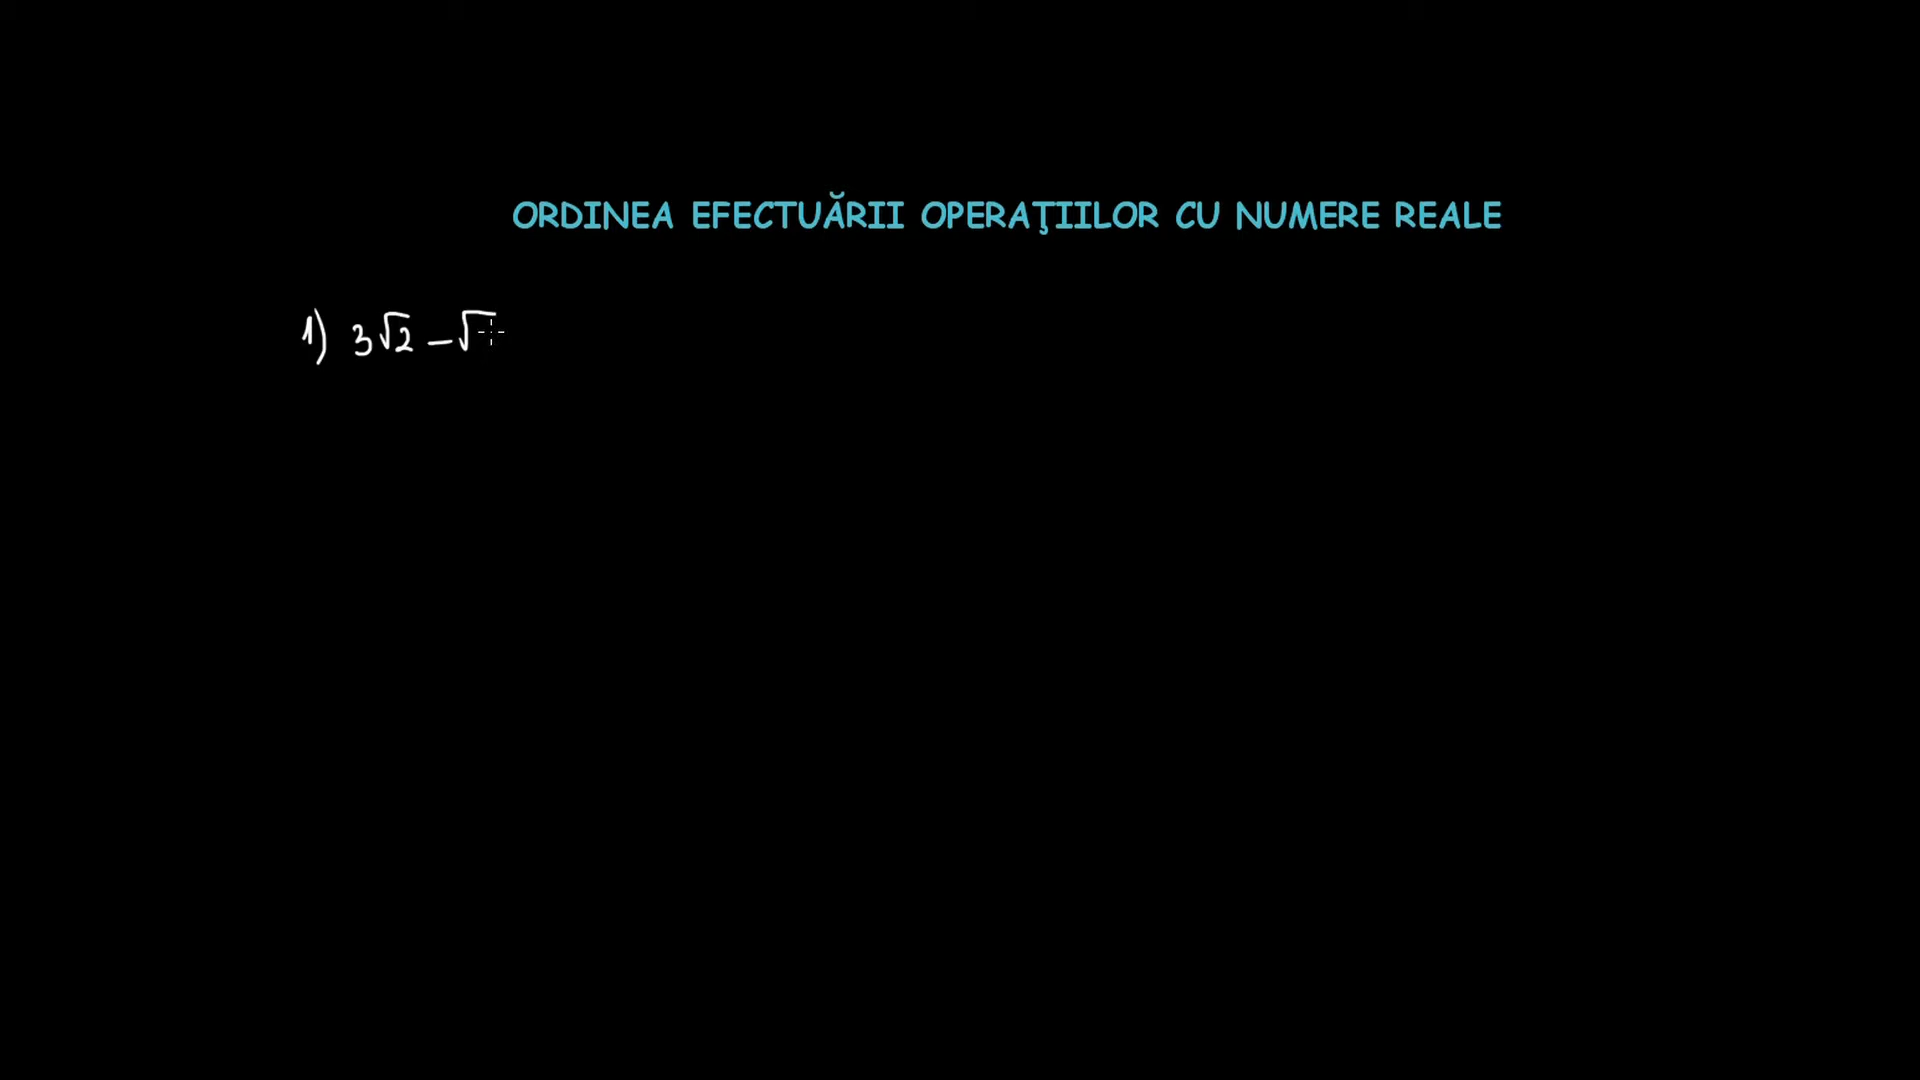 ORDINEA EFECTUĂRII OPERAŢIILOR CU NUMERE REALE
1) 3√2 - √